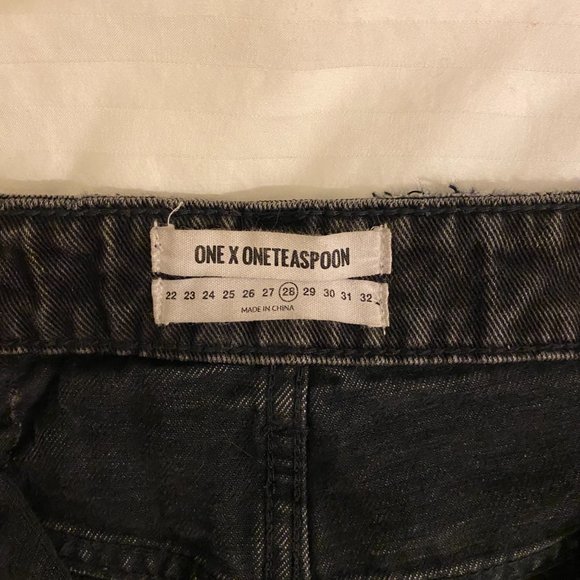 ONE X ONETEASPOON
22 23 24 25 26 27 28 29 30 31 32
MADE IN CHINA